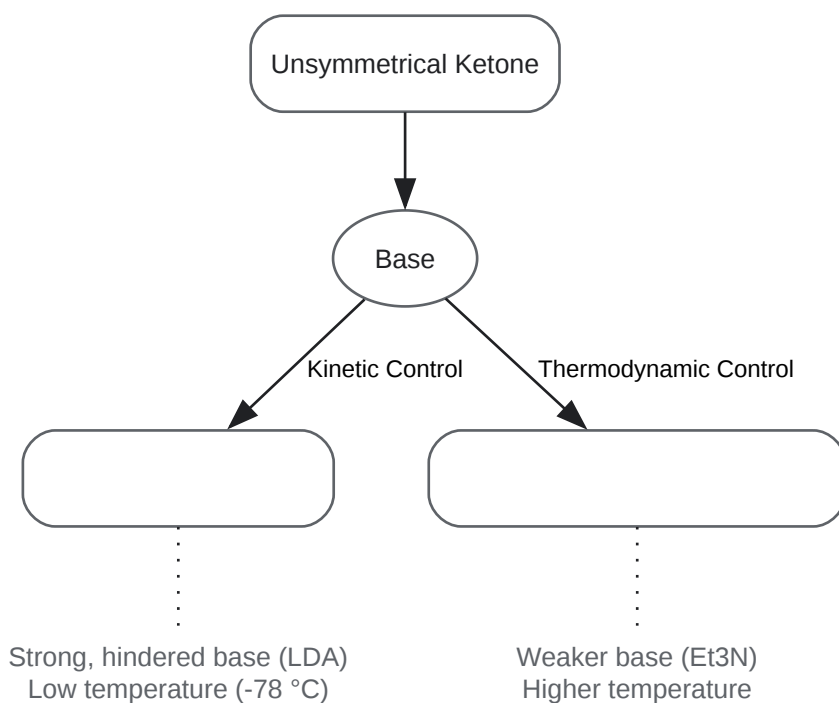 Unsymmetrical Ketone
Base
Kinetic Control
Thermodynamic Control
Strong, hindered base (LDA)
Low temperature (-78 °C)
Weaker base (Et3N)
Higher temperature